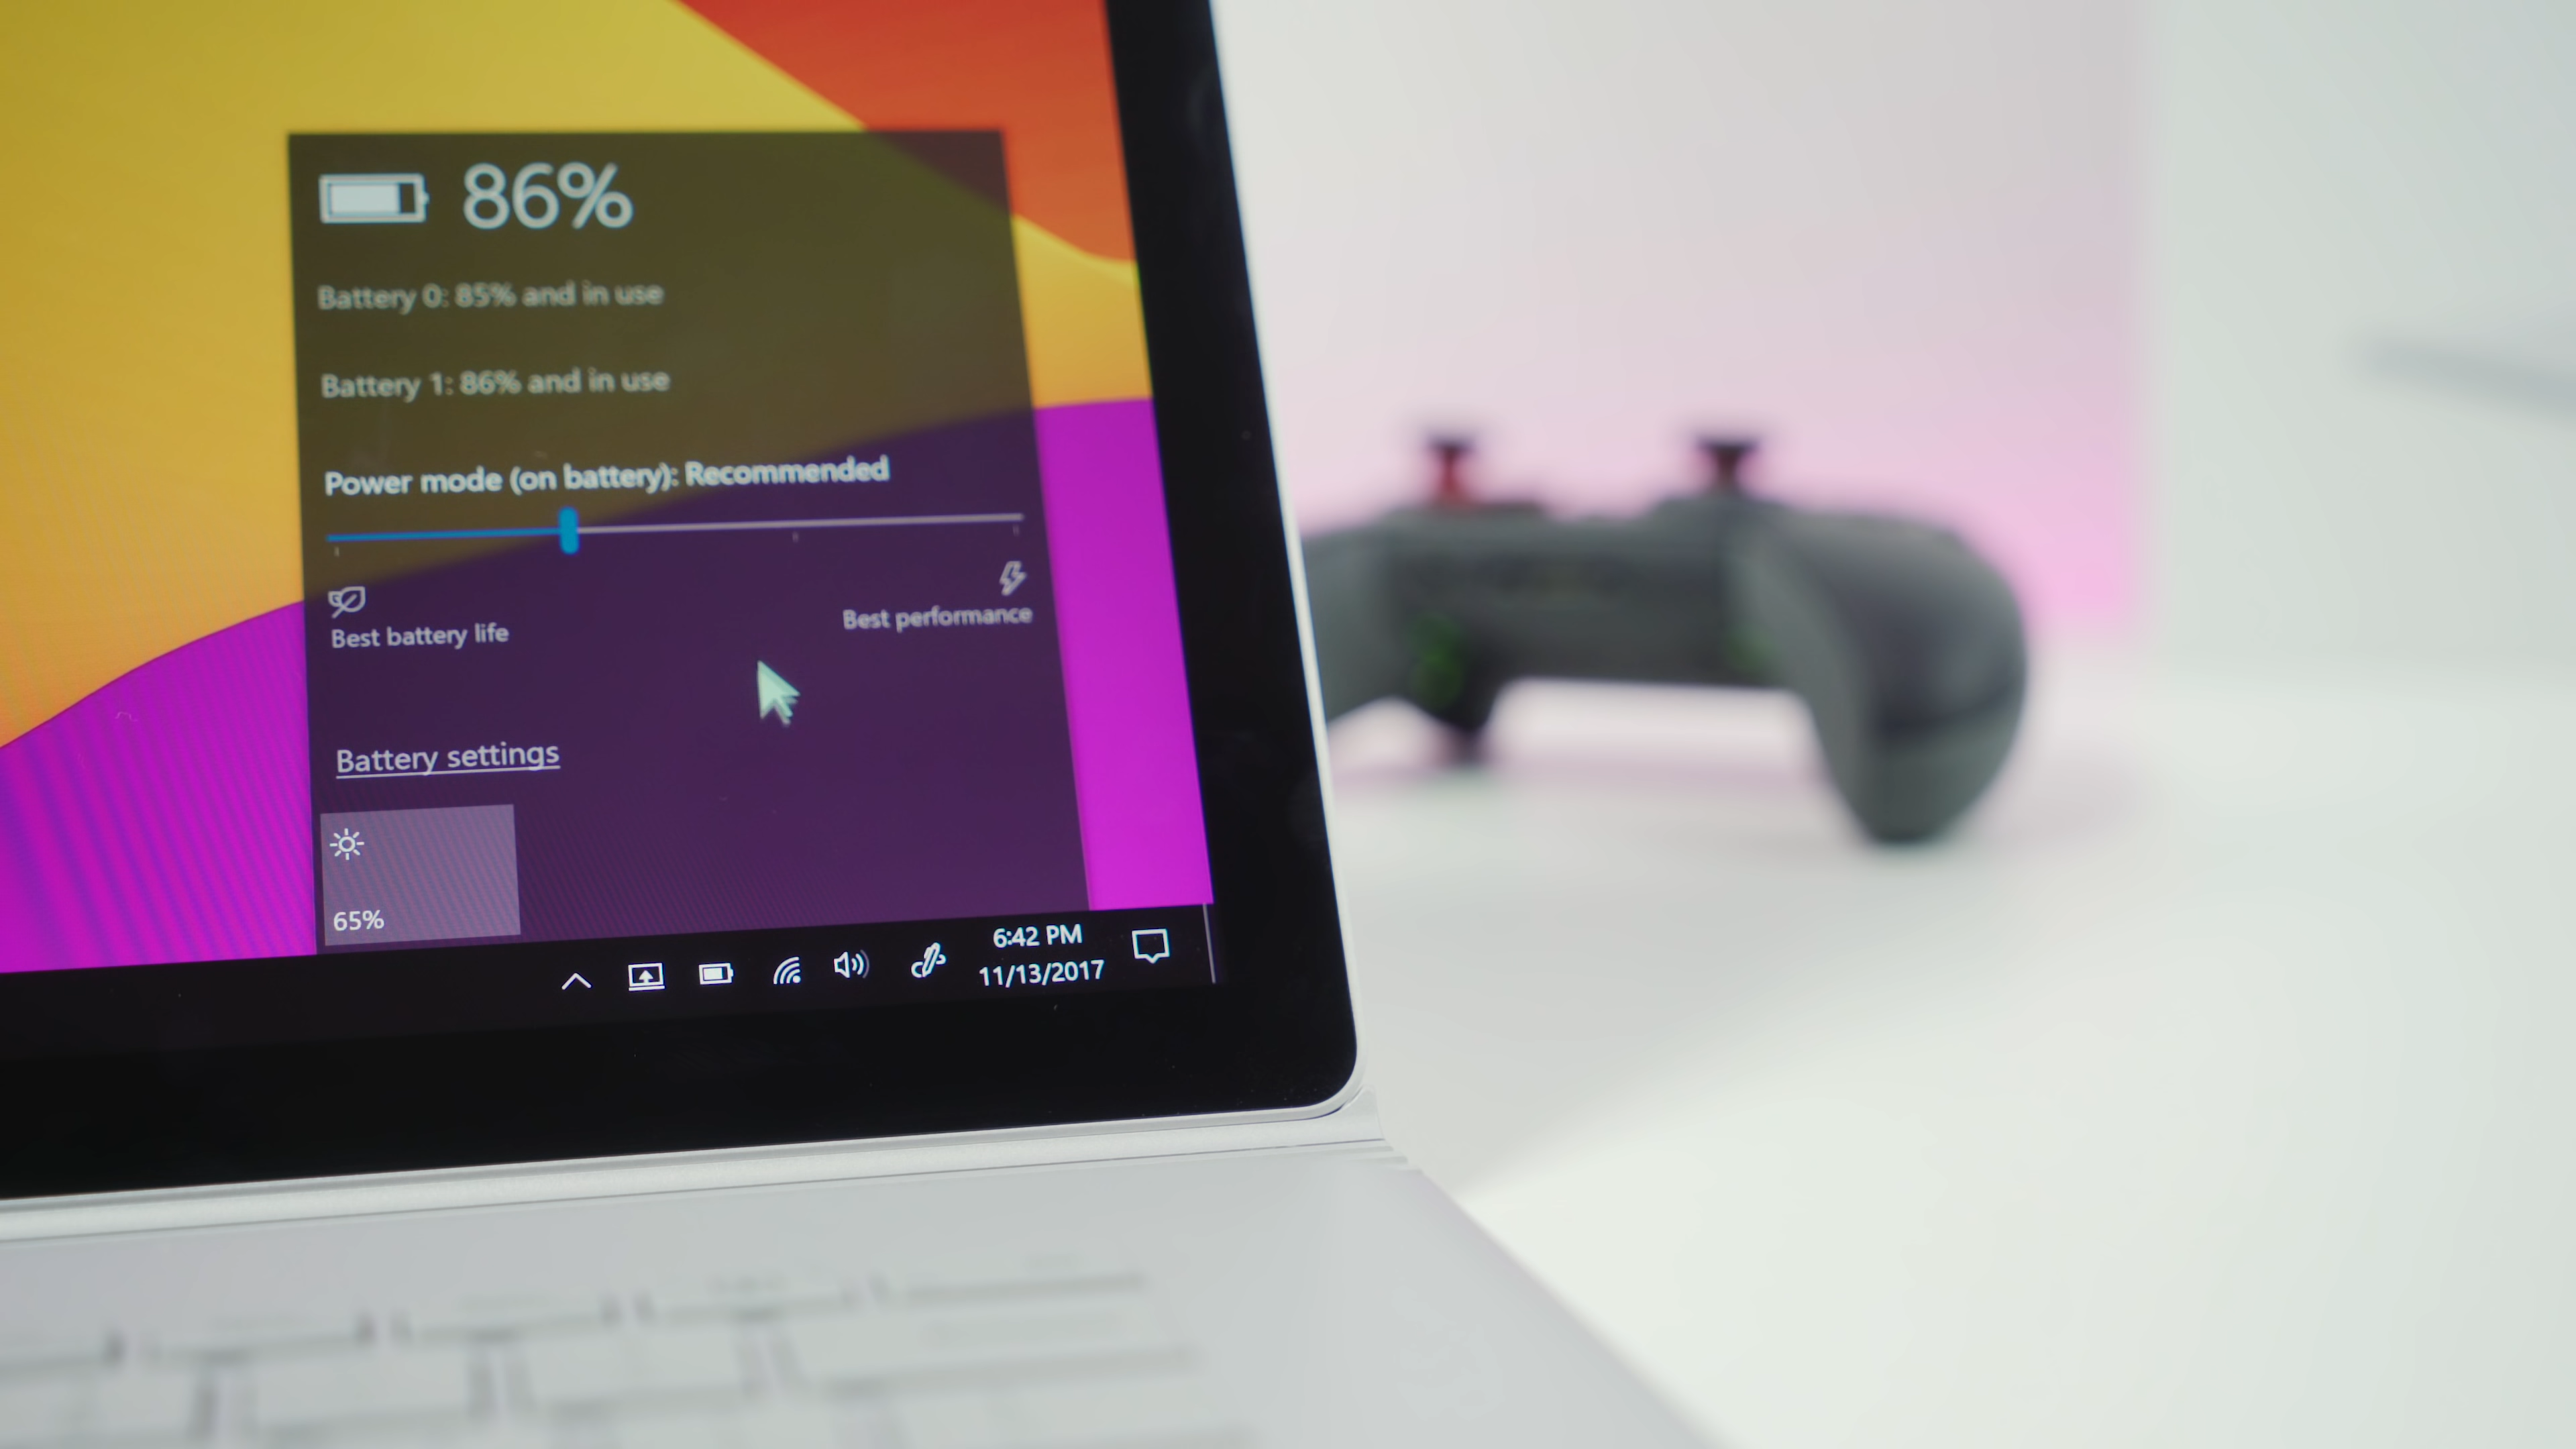 86%
Battery 0: 85% and in use
Battery 1: 86% and in use
Power mode (on battery): Recommended
Best battery life
Best performance
Battery settings
65%
6:42 PM
11/13/2017